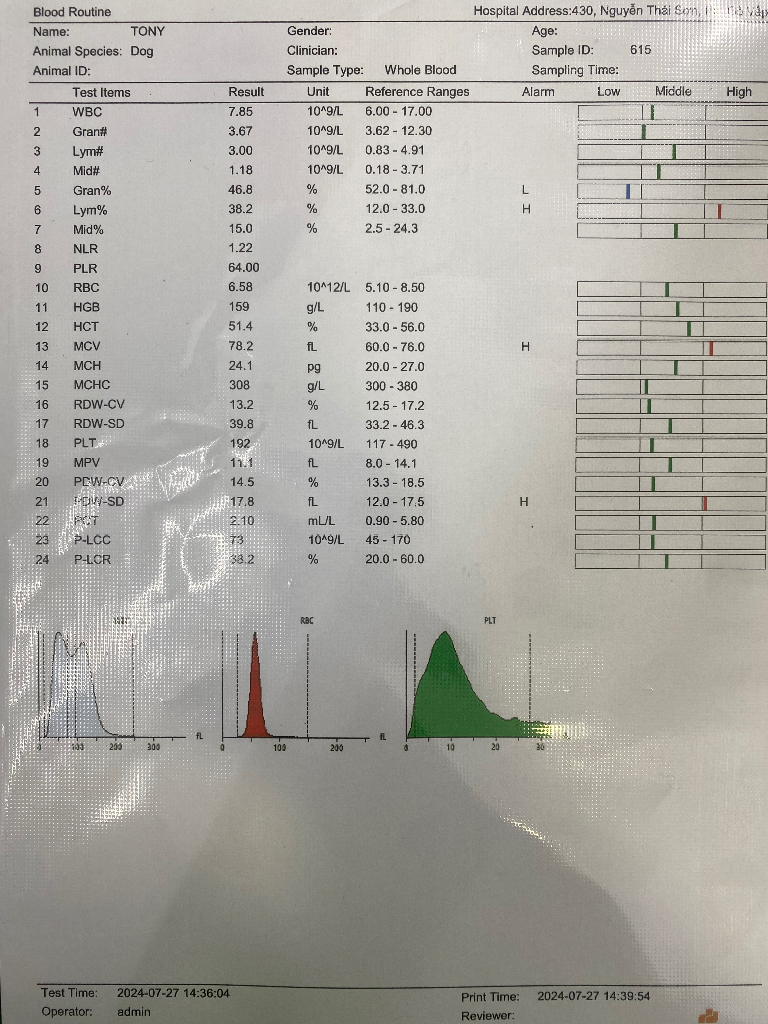 Blood Routine Hospital Address:430, Nguyễn Thái Sơn,
Name: TONY Gender: Age:
Animal Species: Dog Clinician: Sample ID: 615
Animal ID: Sample Type: Whole Blood Sampling Time:
Test Items Result Unit Reference Ranges Alarm Low Middle High
1 WBC 7.85 10^9/L 6.00 - 17.00
2 Gran# 3.67 10^9/L 3.62 - 12.30
3 Lym# 3.00 10^9/L 0.83 - 4.91
4 Mid# 1.18 10^9/L 0.18 - 3.71
5 Gran% 46.8 % 52.0 - 81.0 L
6 Lym% 38.2 % 12.0 - 33.0 H
7 Mid% 15.0 % 2.5 - 24.3
8 NLR 1.22
9 PLR 64.00
10 RBC 6.58 10^12/L 5.10 - 8.50
11 HGB 159 g/L 110 - 190
12 HCT 51.4 % 33.0 - 56.0
13 MCV 78.2 fL 60.0 - 76.0 H
14 MCH 24.1 pg 20.0 - 27.0
15 MCHC 308 g/L 300 - 380
16 RDW-CV 13.2 % 12.5 - 17.2
17 RDW-SD 39.8 fL 33.2 - 46.3
18 PLT 192 10^9/L 117 - 490
19 MPV 11.1 fL 8.0 - 14.1
20 PDW-CV 14.5 % 13.3 - 18.5
21 PDW-SD 17.8 fL 12.0 - 17.5 H
22 PCT 2.10 mL/L 0.90 - 5.80
23 P-LCC 73 10^9/L 45 - 170
24 P-LCR 38.2 % 20.0 - 60.0
RBC PLT
0 100 200 300 fL 0 100 200 fL 0 10 20 30
Test Time: 2024-07-27 14:36:04 Print Time: 2024-07-27 14:39:54
Operator: admin Reviewer: